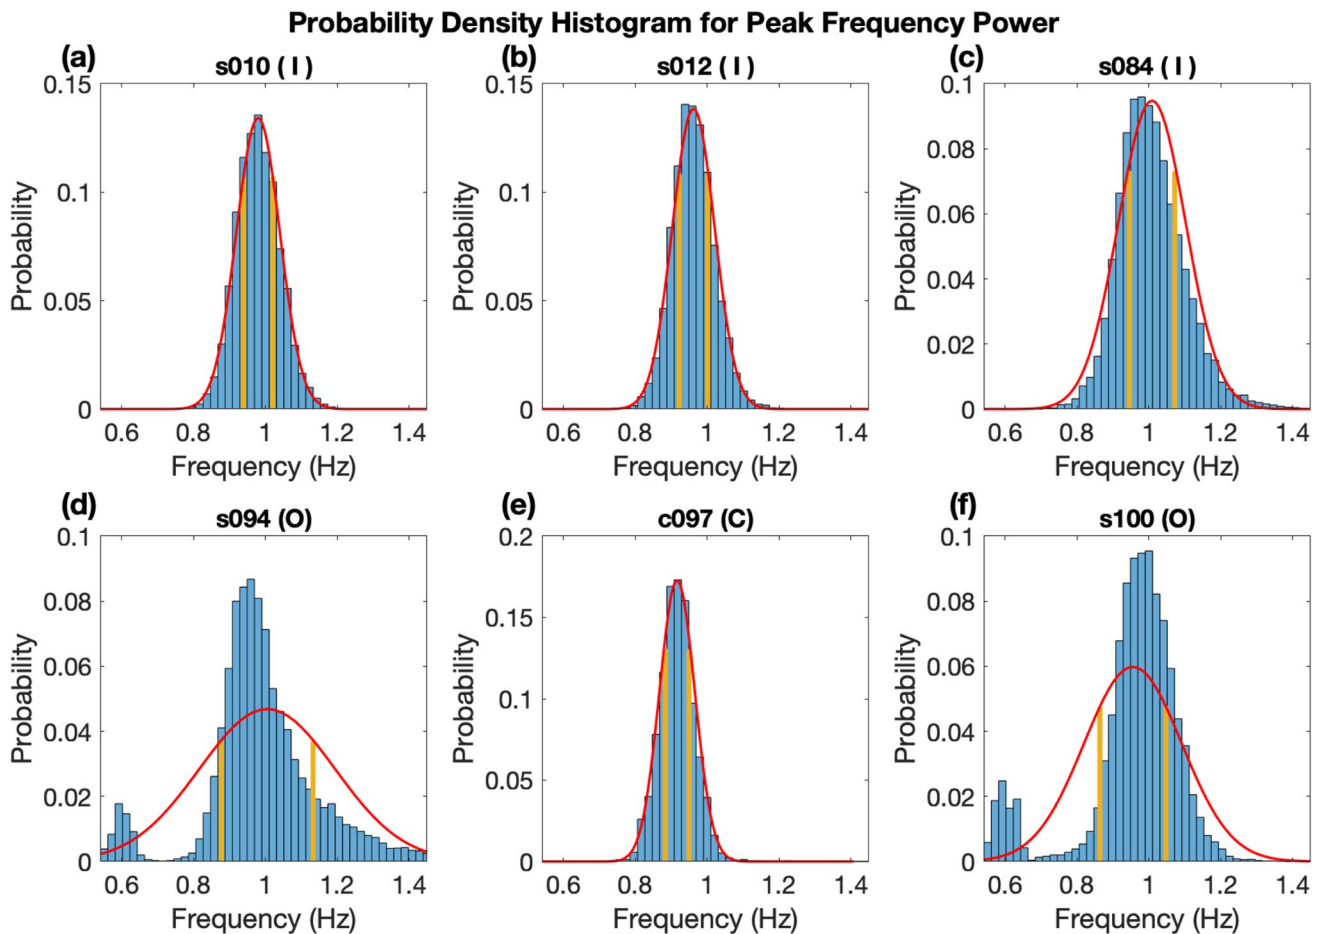 Probability Density Histogram for Peak Frequency Power
(a)
s010 ( I )
0.15
0.1
0.05
0
Probability
0.6 0.8 1 1.2 1.4
Frequency (Hz)
(b)
s012 ( I )
0.15
0.1
0.05
0
Probability
0.6 0.8 1 1.2 1.4
Frequency (Hz)
(c)
s084 ( I )
0.1
0.08
0.06
0.04
0.02
0
Probability
0.6 0.8 1 1.2 1.4
Frequency (Hz)
(d)
s094 (O)
0.1
0.08
0.06
0.04
0.02
0
Probability
0.6 0.8 1 1.2 1.4
Frequency (Hz)
(e)
c097 (C)
0.2
0.15
0.1
0.05
0
Probability
0.6 0.8 1 1.2 1.4
Frequency (Hz)
(f)
s100 (O)
0.1
0.08
0.06
0.04
0.02
0
Probability
0.6 0.8 1 1.2 1.4
Frequency (Hz)